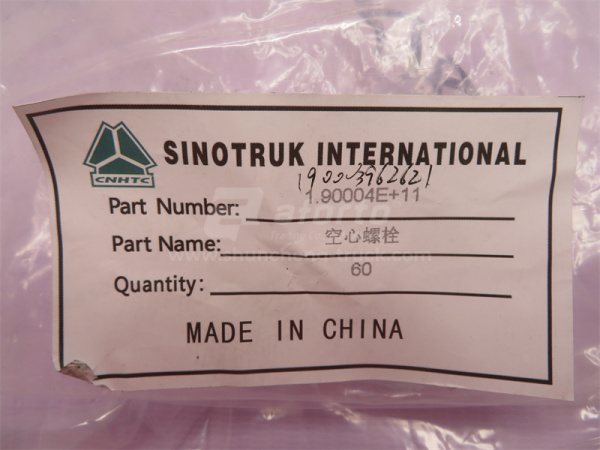 CNHTC
SINOTRUK INTERNATIONAL
190003962621
Part Number: 1.90004E+11
Part Name: 空心螺栓
Quantity: 60
MADE IN CHINA